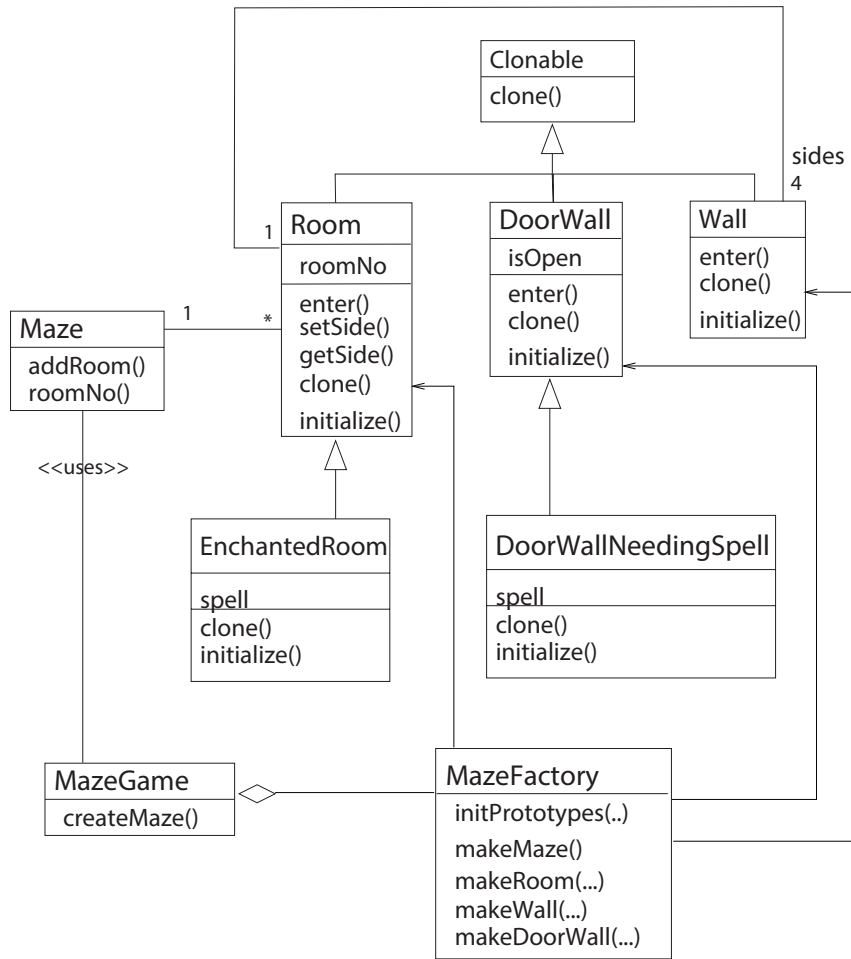 Clonable
clone()
sides
4
1
Room
roomNo
enter()
setSide()
getSide()
clone()
initialize()
DoorWall
isOpen
enter()
clone()
initialize()
Wall
enter()
clone()
initialize()
1
*
Maze
addRoom()
roomNo()
<<uses>>
EnchantedRoom
spell
clone()
initialize()
DoorWallNeedingSpell
spell
clone()
initialize()
MazeGame
createMaze()
MazeFactory
initPrototypes(..)
makeMaze()
makeRoom(...)
makeWall(...)
makeDoorWall(...)